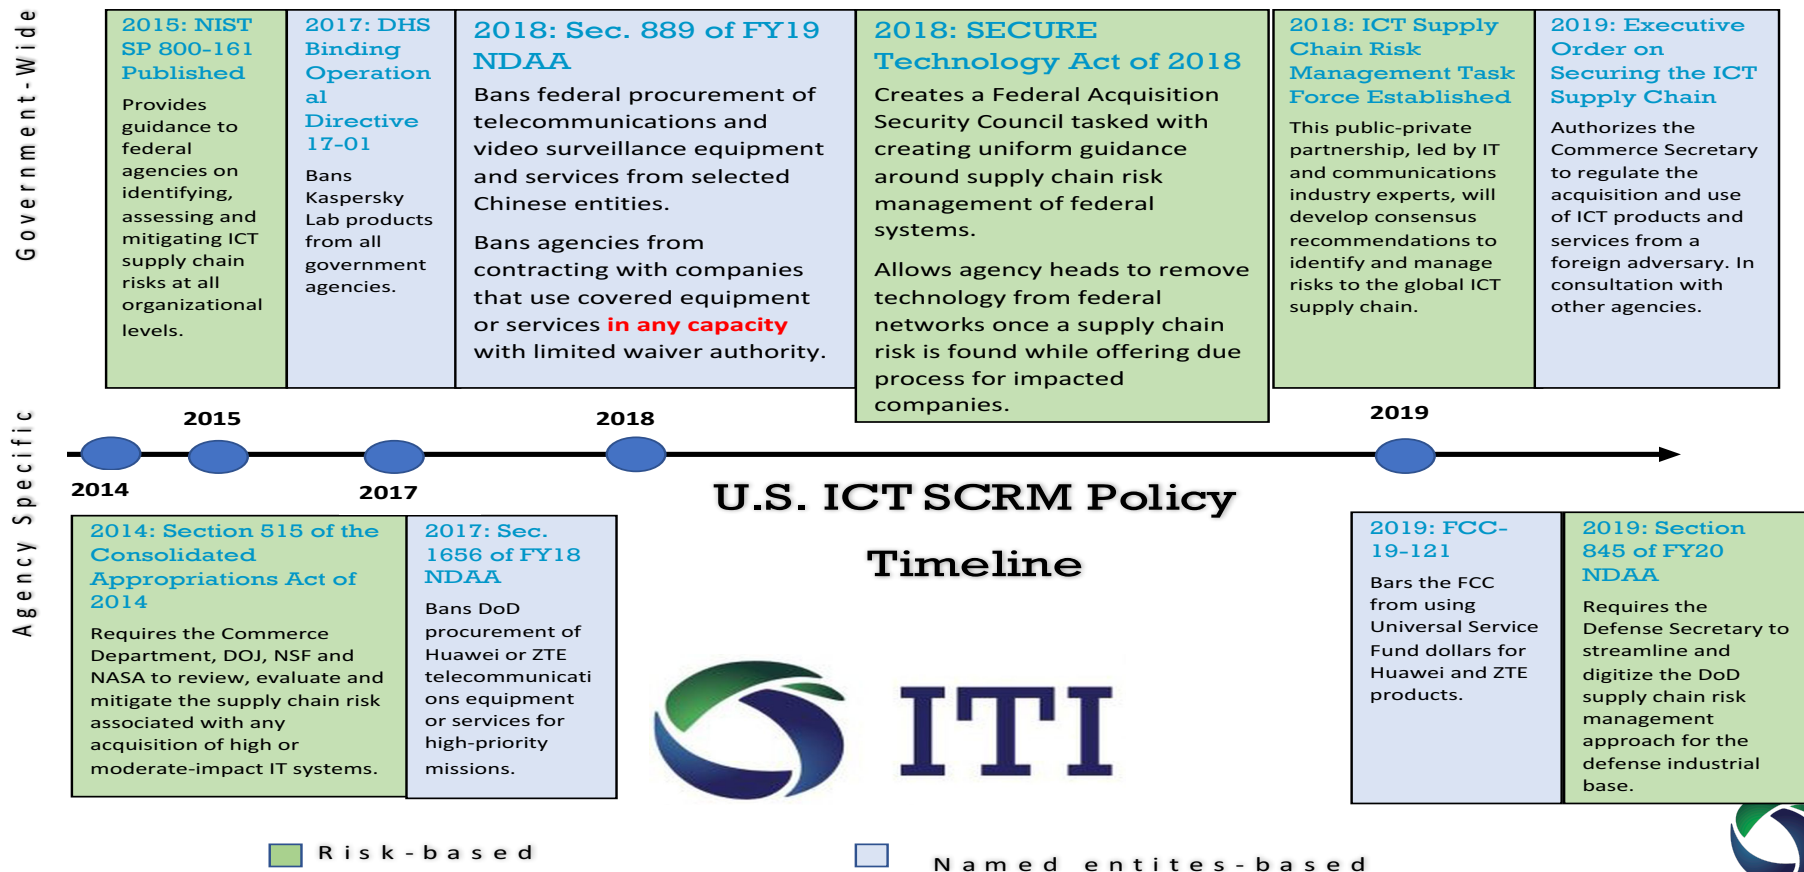 Government-Wide
2015: NIST
SP 800-161
Published
Provides
guidance to
federal
agencies on
identifying,
assessing and
mitigating ICT
supply chain
risks at all
organizational
levels.
2017: DHS
Binding
Operation
al
Directive
17-01
Bans
Kaspersky
Lab products
from all
government
agencies.
2018: Sec. 889 of FY19
NDAA
Bans federal procurement of
telecommunications and
video surveillance equipment
and services from selected
Chinese entities.
Bans agencies from
contracting with companies
that use covered equipment
or services in any capacity
with limited waiver authority.
2018: SECURE
Technology Act of 2018
Creates a Federal Acquisition
Security Council tasked with
creating uniform guidance
around supply chain risk
management of federal
systems.
Allows agency heads to remove
technology from federal
networks once a supply chain
risk is found while offering due
process for impacted
companies.
2018: ICT Supply
Chain Risk
Management Task
Force Established
This public-private
partnership, led by IT
and communications
industry experts, will
develop consensus
recommendations to
identify and manage
risks to the global ICT
supply chain.
2019: Executive
Order on
Securing the ICT
Supply Chain
Authorizes the
Commerce Secretary
to regulate the
acquisition and use
of ICT products and
services from a
foreign adversary. In
consultation with
other agencies.
2015
2018
2019
2014
2017
U.S. ICT SCRM Policy
Timeline
Agency Specific
2014: Section 515 of the
Consolidated
Appropriations Act of
2014
Requires the Commerce
Department, DOJ, NSF and
NASA to review, evaluate and
mitigate the supply chain risk
associated with any
acquisition of high or
moderate-impact IT systems.
2017: Sec.
1656 of FY18
NDAA
Bans DoD
procurement of
Huawei or ZTE
telecommunicati
ons equipment
or services for
high-priority
missions.
ITI
2019: FCC-
19-121
Bars the FCC
from using
Universal Service
Fund dollars for
Huawei and ZTE
products.
2019: Section
845 of FY20
NDAA
Requires the
Defense Secretary to
streamline and
digitize the DoD
supply chain risk
management
approach for the
defense industrial
base.
Risk-based
Named entites-based